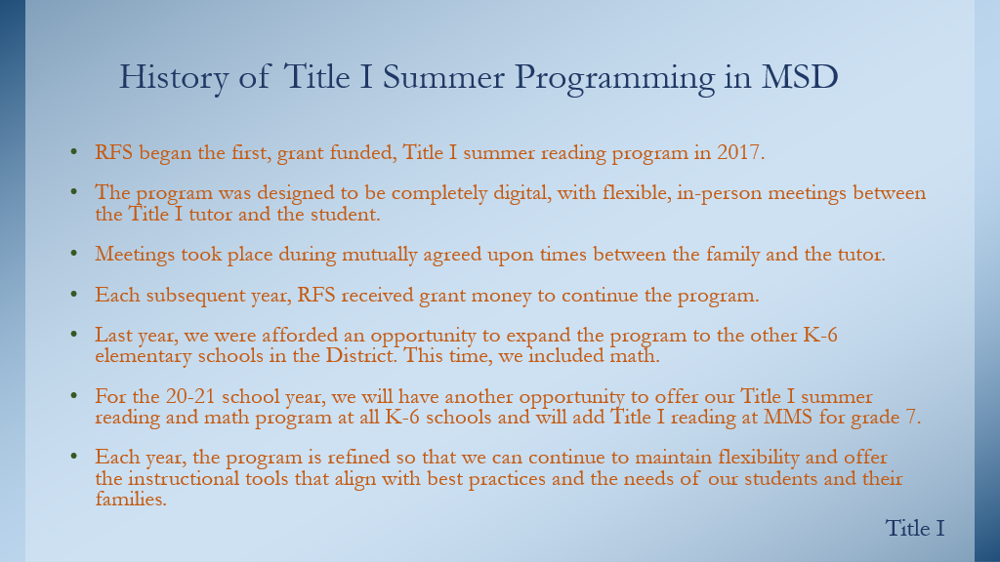 History of Title I Summer Programming in MSD
• RFS began the first, grant funded, Title I summer reading program in 2017.
• The program was designed to be completely digital, with flexible, in-person meetings between
the Title I tutor and the student.
• Meetings took place during mutually agreed upon times between the family and the tutor.
• Each subsequent year, RFS received grant money to continue the program.
• Last year, we were afforded an opportunity to expand the program to the other K-6
elementary schools in the District. This time, we included math.
• For the 20-21 school year, we will have another opportunity to offer our Title I summer
reading and math program at all K-6 schools and will add Title I reading at MMS for grade 7.
• Each year, the program is refined so that we can continue to maintain flexibility and offer
the instructional tools that align with best practices and the needs of our students and their
families.
Title I